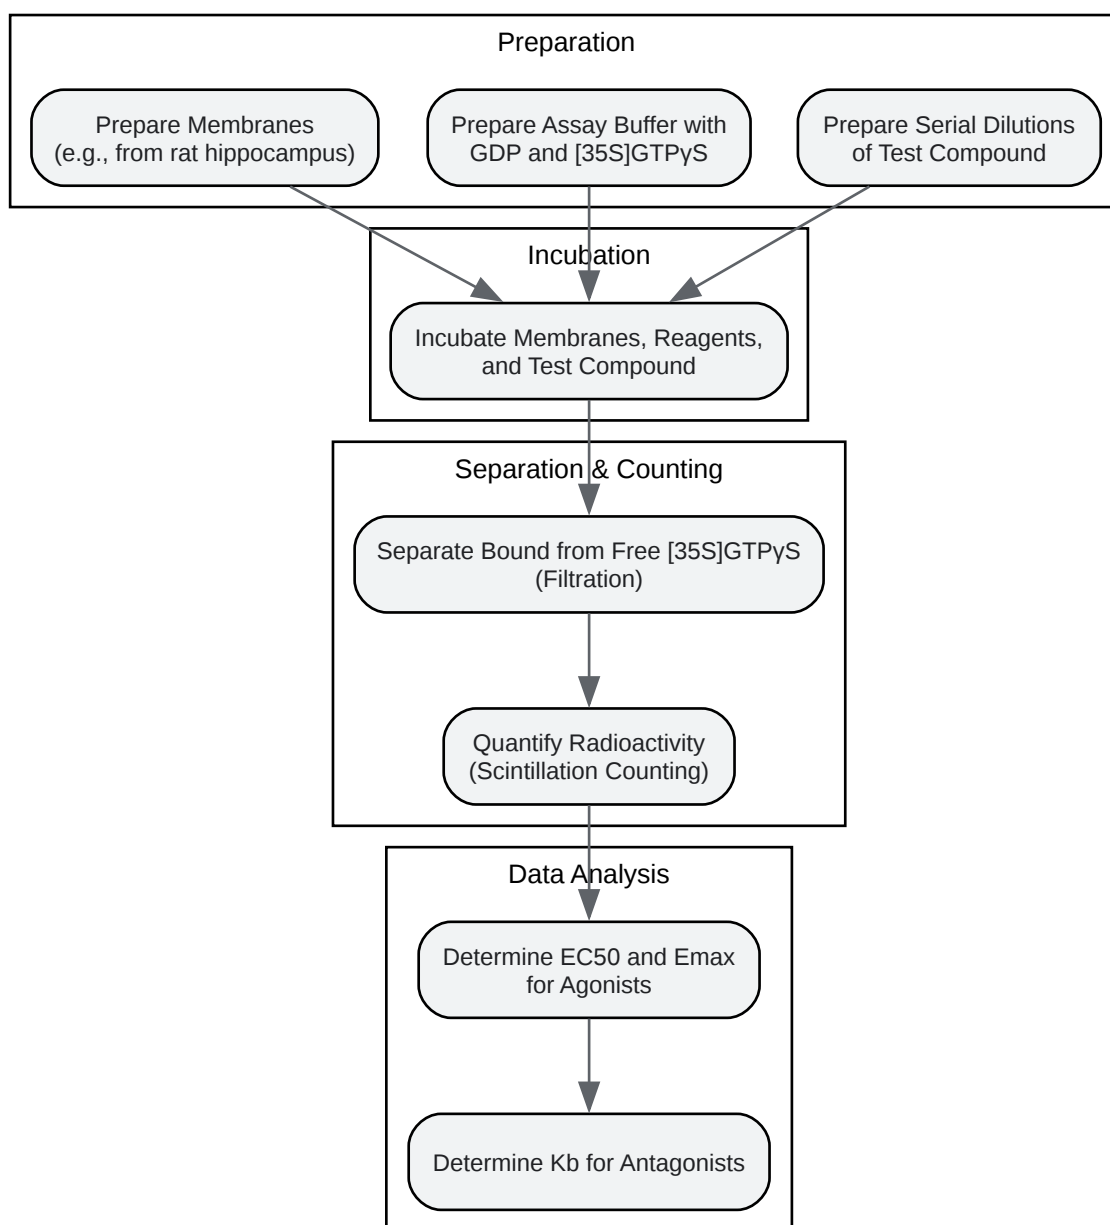 Preparation
Prepare Membranes
(e.g., from rat hippocampus)
Prepare Assay Buffer with
GDP and [35S]GTPγS
Prepare Serial Dilutions
of Test Compound
Incubation
Incubate Membranes, Reagents,
and Test Compound
Separation & Counting
Separate Bound from Free [35S]GTPγS
(Filtration)
Quantify Radioactivity
(Scintillation Counting)
Data Analysis
Determine EC50 and Emax
for Agonists
Determine Kb for Antagonists